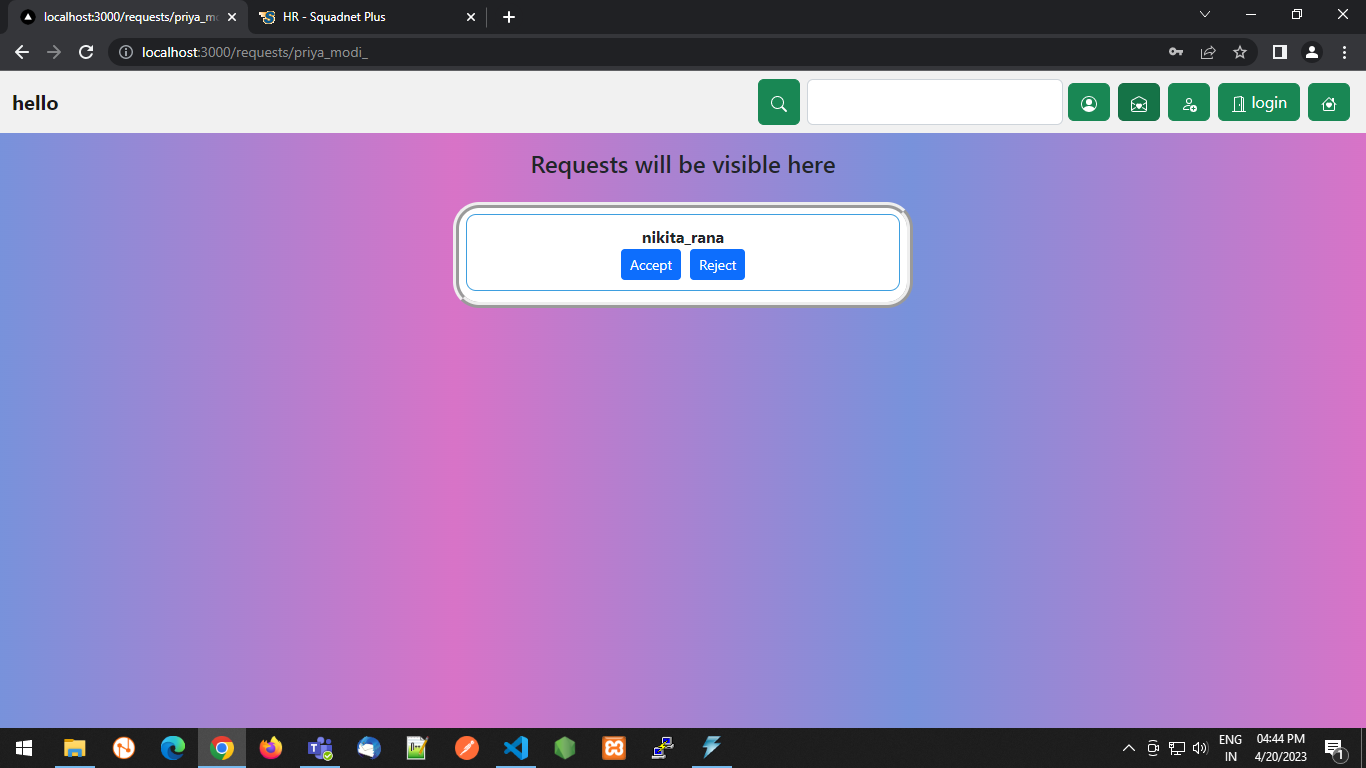 localhost:3000/requests/priya_mo
HR - Squadnet Plus
localhost:3000/requests/priya_modi_
hello
login
Requests will be visible here
nikita_rana
Accept Reject
ENG
IN
04:44 PM
4/20/2023
1